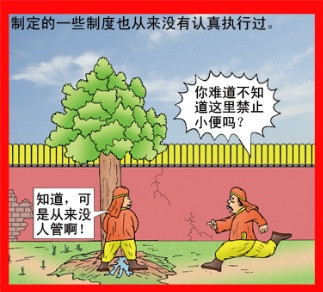 制定的一些制度也从来没有认真执行过。
你难道不知
道这里禁止
小便吗?
知道,可
是从来没
人管啊!